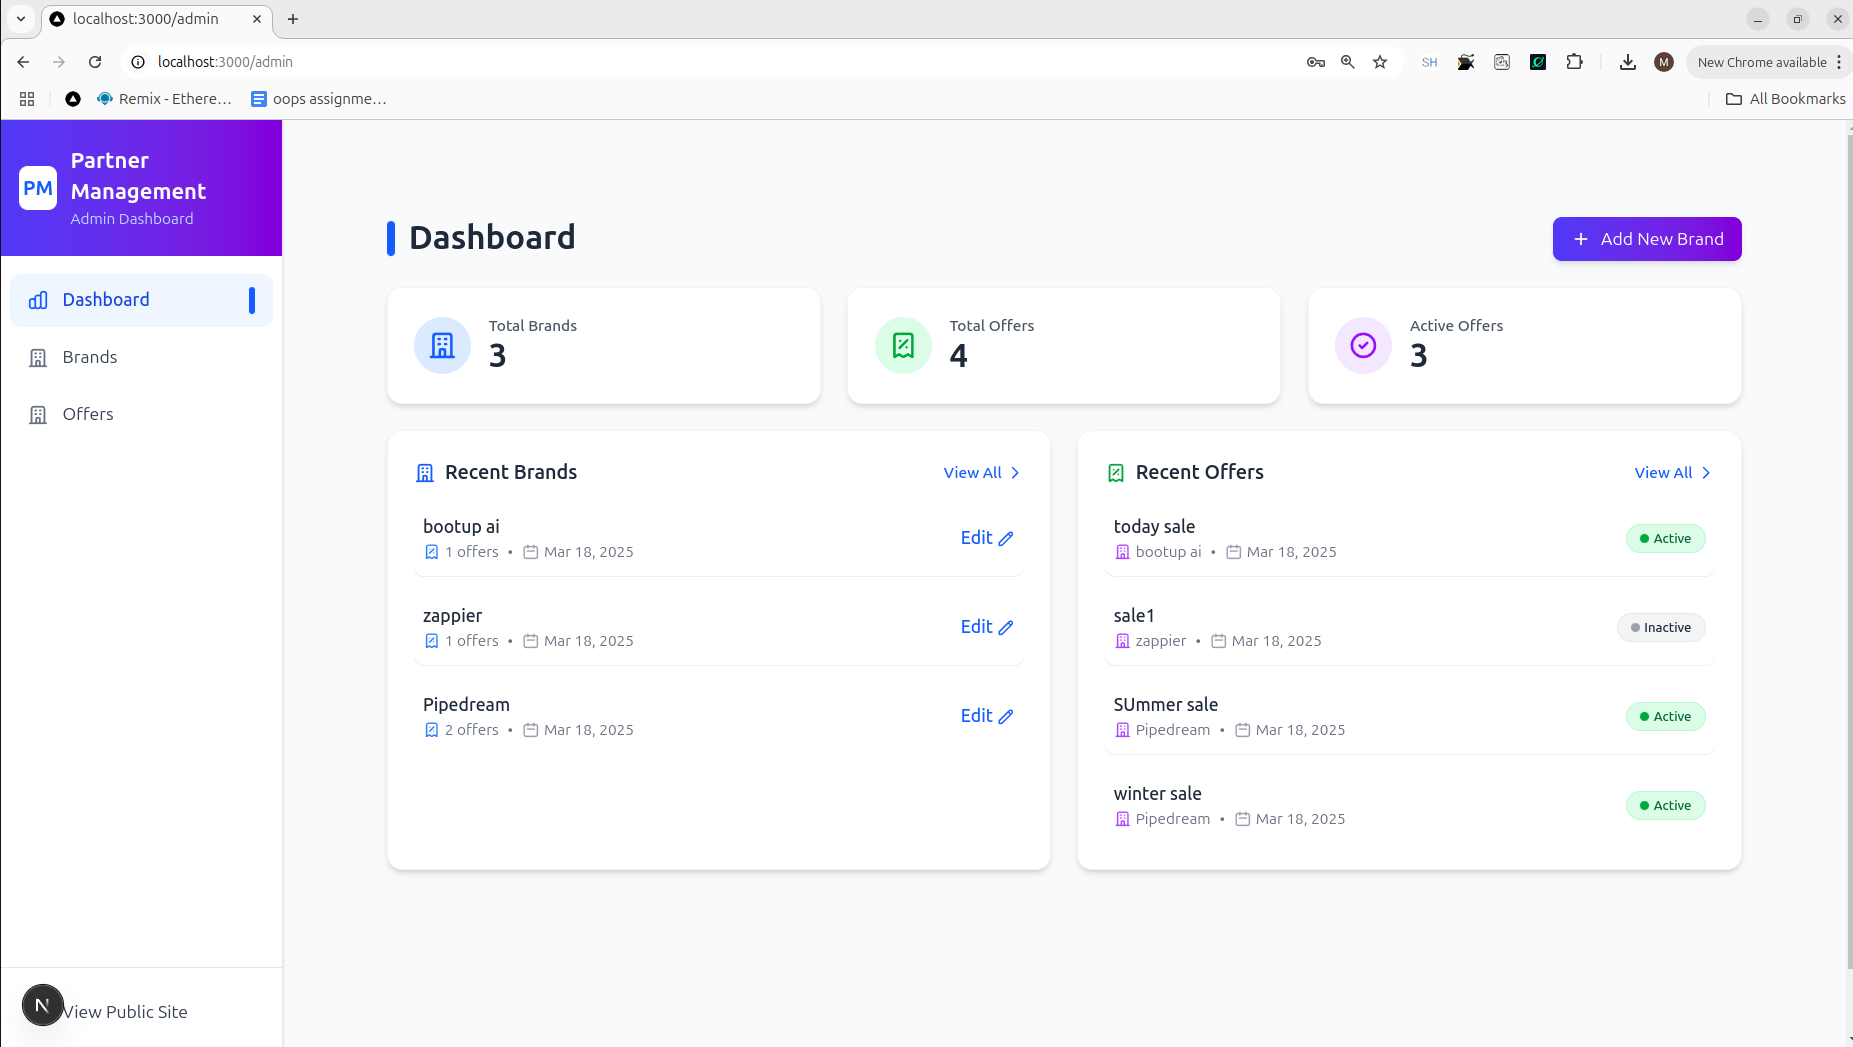 localhost:3000/admin
localhost:3000/admin
SH
M
New Chrome available
Remix - Ethere…
oops assignme…
All Bookmarks
PM
Partner
Management
Admin Dashboard
Dashboard
Brands
Offers
N
View Public Site
Dashboard
Add New Brand
Total Brands
3
Total Offers
4
Active Offers
3
Recent Brands
View All
bootup ai
1 offers • Mar 18, 2025
Edit
zappier
1 offers • Mar 18, 2025
Edit
Pipedream
2 offers • Mar 18, 2025
Edit
Recent Offers
View All
today sale
bootup ai • Mar 18, 2025
Active
sale1
zappier • Mar 18, 2025
Inactive
SUmmer sale
Pipedream • Mar 18, 2025
Active
winter sale
Pipedream • Mar 18, 2025
Active